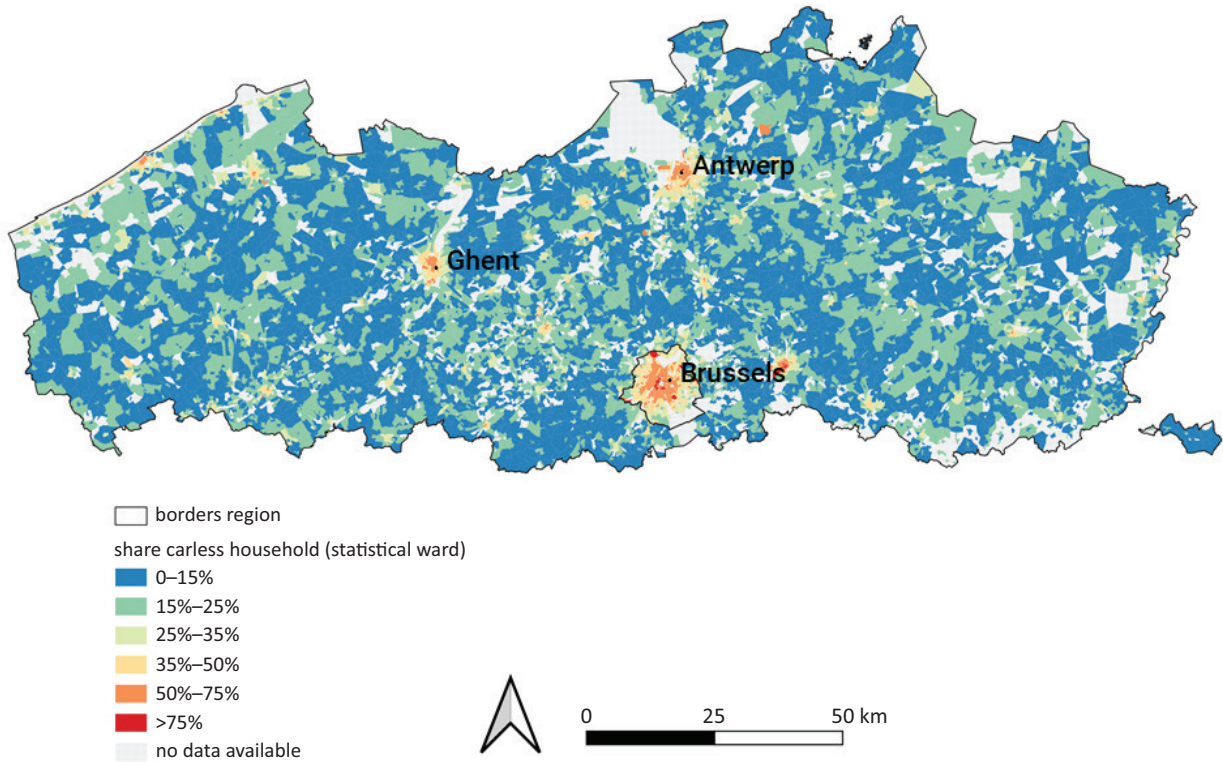 Antwerp
Ghent
Brussels
borders region
share carless household (statistical ward)
0–15%
15%–25%
25%–35%
35%–50%
50%–75%
>75%
no data available
0 25 50 km